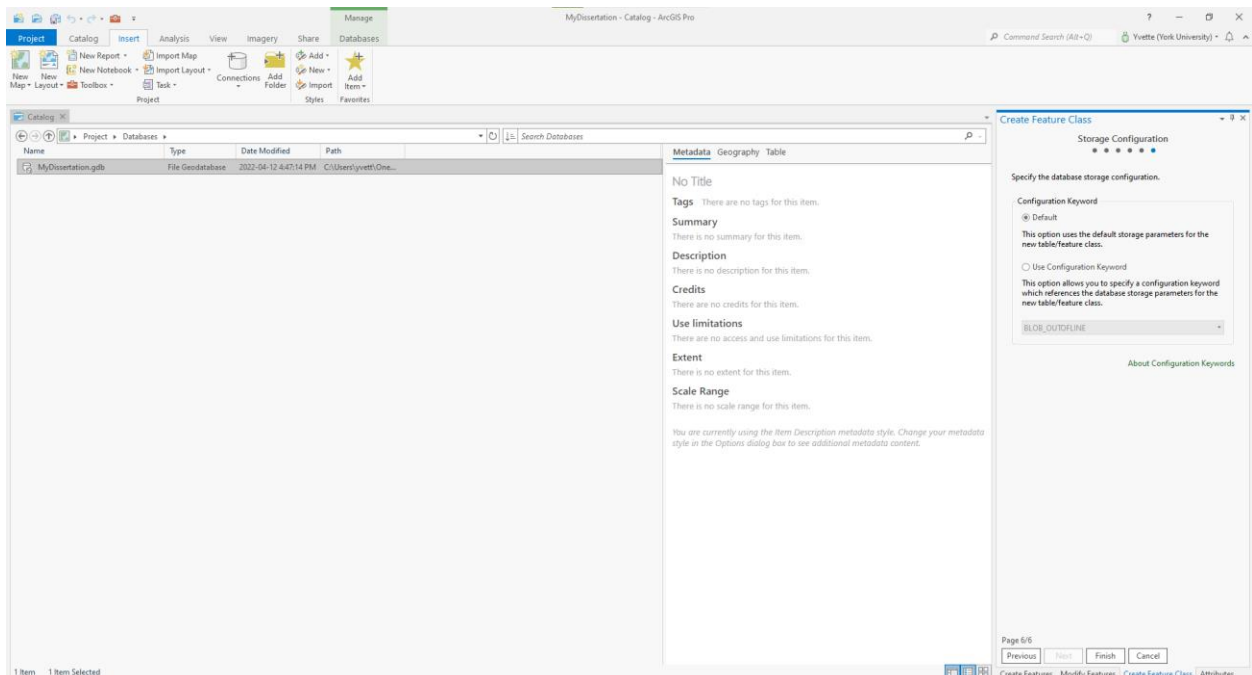 Manage
MyDissertation - Catalog - ArcGIS Pro
? — X
Project Catalog Insert Analysis View Imagery Share Databases
Command Search (Alt+Q)
Yvette (York University)
New Report
Import Map
Add
New Notebook
Import Layout
New
New Map
New Layout
Toolbox
Task
Connections
Add Folder
Import
Add Item
Project
Styles
Favorites
Catalog
Project Databases
Search Databases
Name Type Date Modified Path
MyDissertation.gdb File Geodatabase 2022-04-12 4:47:14 PM C:\Users\yvett\One...
Metadata Geography Table
No Title
Tags There are no tags for this item.
Summary
There is no summary for this item.
Description
There is no description for this item.
Credits
There are no credits for this item.
Use limitations
There are no access and use limitations for this item.
Extent
There is no extent for this item.
Scale Range
There is no scale range for this item.
You are currently using the Item Description metadata style. Change your metadata
style in the Options dialog box to see additional metadata content.
Create Feature Class
Storage Configuration
Specify the database storage configuration.
Configuration Keyword
Default
This option uses the default storage parameters for the
new table/feature class.
Use Configuration Keyword
This option allows you to specify a configuration keyword
which references the database storage parameters for the
new table/feature class.
BLOB_OUTOFLINE
About Configuration Keywords
Page 6/6
Previous Next Finish Cancel
1 Item 1 Item Selected
Create Features Modify Features Create Feature Class Attributes